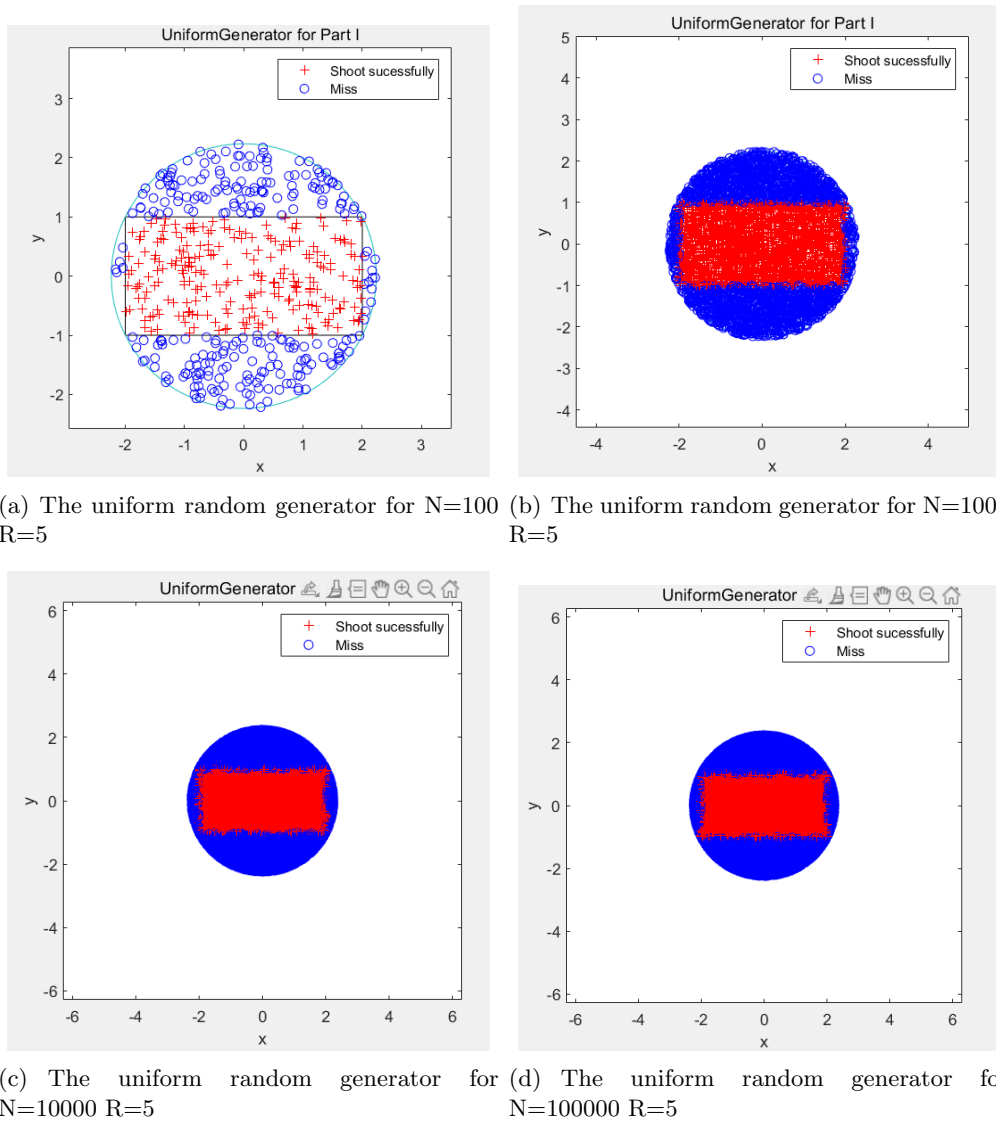 UniformGenerator for Part I
Shoot sucessfully
Miss
3
2
1
0
-1
-2
y
-2
-1
0
1
2
3
x
UniformGenerator for Part I
Shoot sucessfully
Miss
5
4
3
2
1
0
-1
-2
-3
-4
y
-4
-2
0
2
4
x
(a) The uniform random generator for N=100
R=5
(b) The uniform random generator for N=100
R=5
UniformGenerator
Shoot sucessfully
Miss
6
4
2
0
-2
-4
-6
y
-6
-4
-2
0
2
4
6
x
UniformGenerator
Shoot sucessfully
Miss
6
4
2
0
-2
-4
-6
y
-6
-4
-2
0
2
4
6
x
(c) The uniform random generator for
N=10000 R=5
(d) The uniform random generator fo
N=100000 R=5